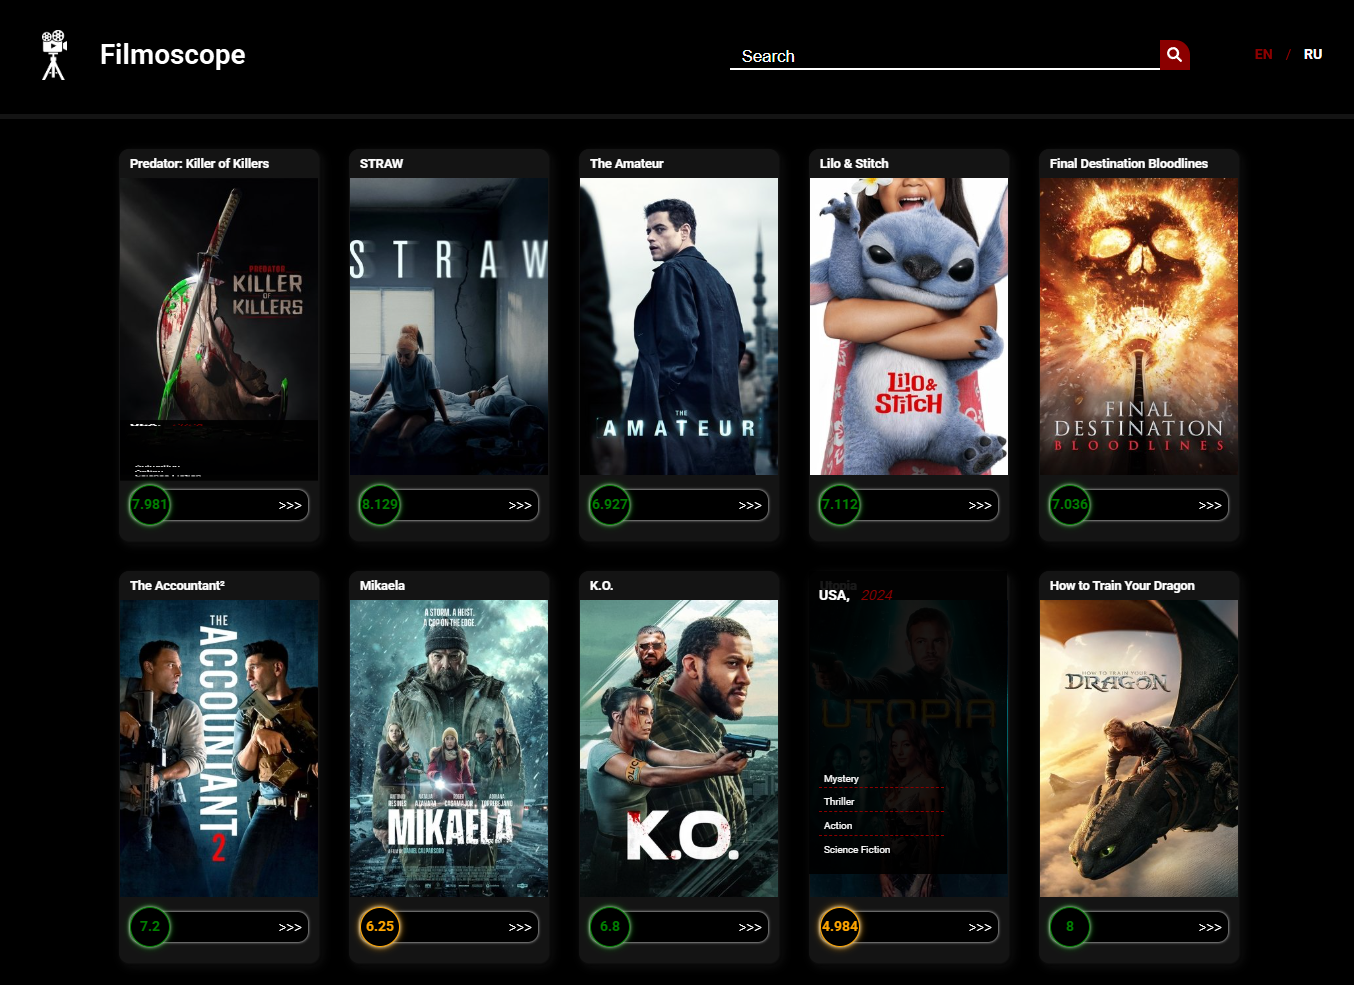 Filmoscope
Search
EN / RU
Predator: Killer of Killers
PREDATOR
KILLER
OF
KILLERS
7.981
>>>
STRAW
STRAW
8.129
>>>
The Amateur
THE
AMATEUR
6.927
>>>
Lilo & Stitch
Lilo &
Stitch
7.112
>>>
Final Destination Bloodlines
FINAL
DESTINATION
BLOODLINES
7.036
>>>
The Accountant²
THE
ACCOUNTANT
2
7.2
>>>
Mikaela
A STORM. A HEIST.
A COP ON THE EDGE.
MIKAELA
6.25
>>>
K.O.
POLICE
K.O.
6.8
>>>
Utopia
USA, 2024
UTOPIA
Mystery
Thriller
Action
Science Fiction
4.984
>>>
How to Train Your Dragon
HOW TO TRAIN YOUR
DRAGON
8
>>>